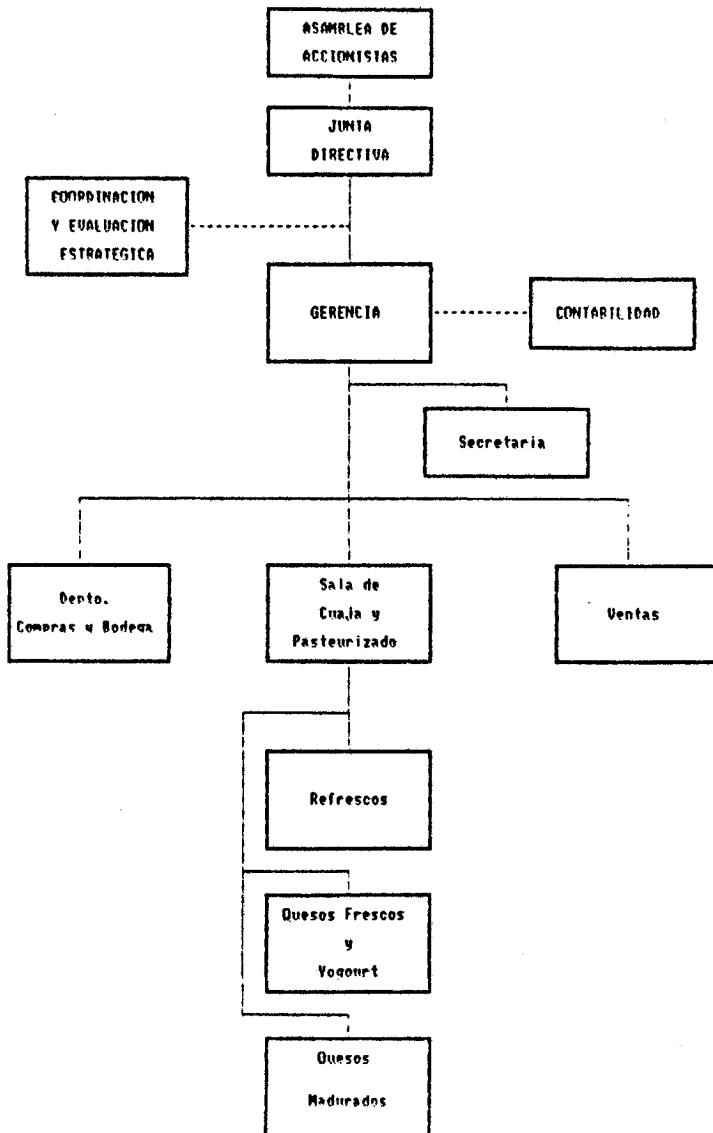 ASAMBLEA DE
ACCIONISTAS
JUNTA
DIRECTIVA
COORDINACION
Y EVALUACION
ESTRATEGICA
GERENCIA
CONTABILIDAD
Secretaria
Depto.
Compras y Bodega
Sala de
Cuaja y
Pasteurizado
Ventas
Refrescos
Quesos Frescos
y
Yogourt
Quesos
Madurados